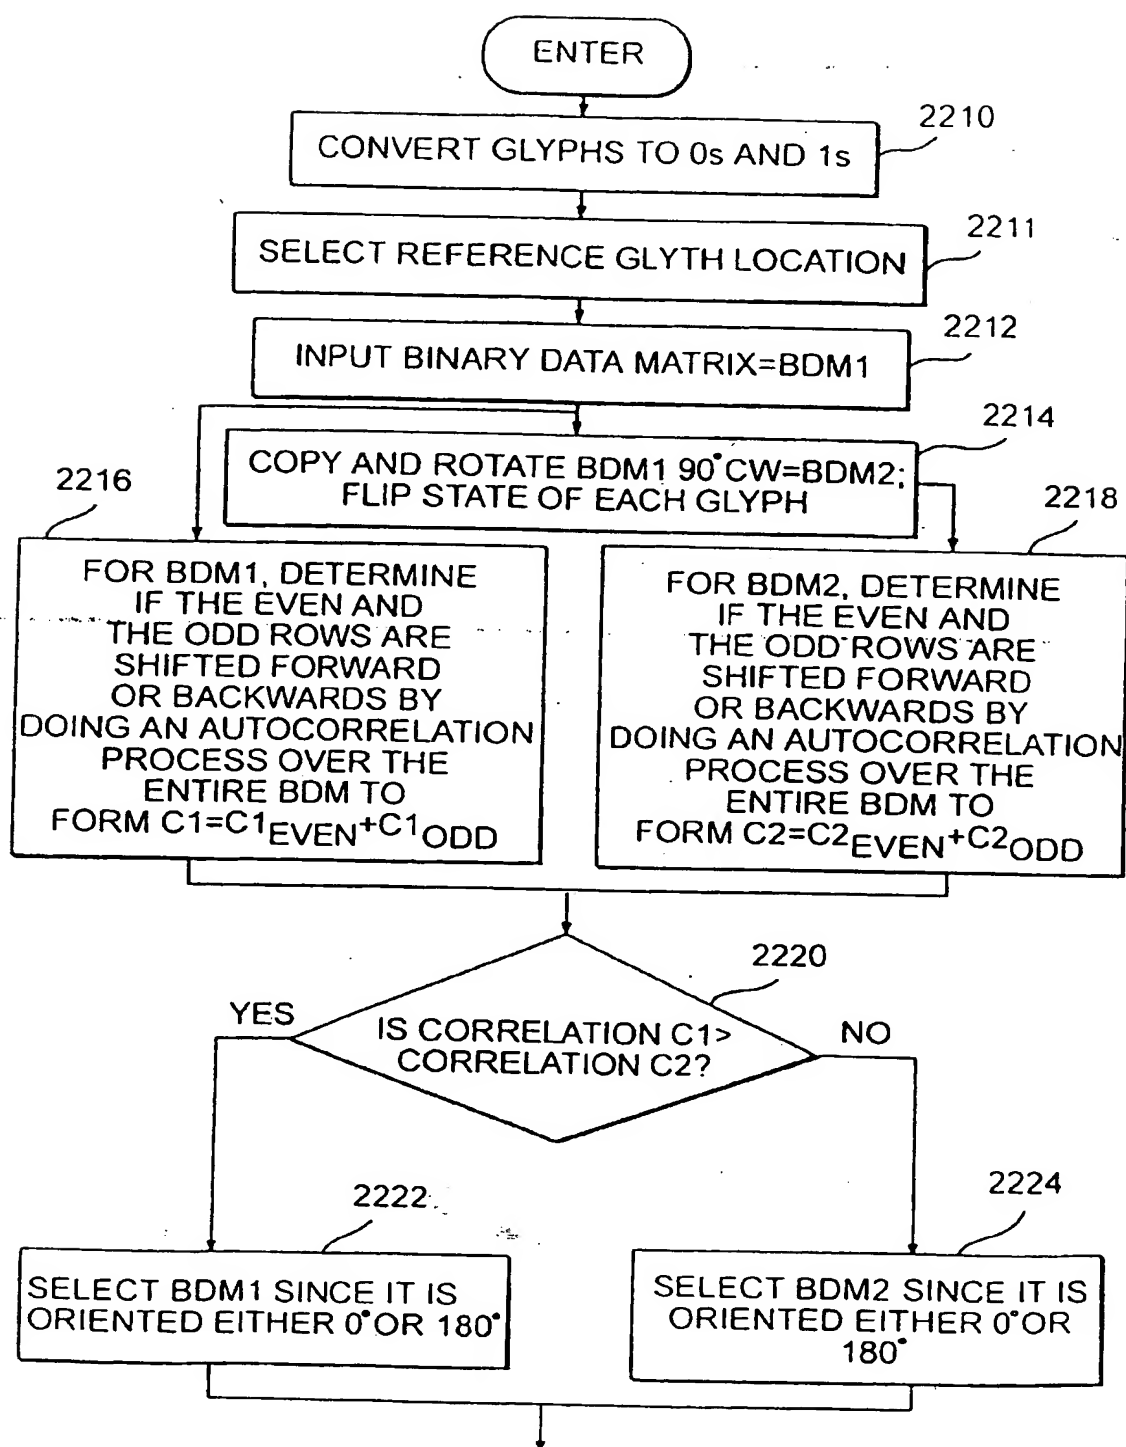 ENTER
2210
CONVERT GLYPHS TO 0s AND 1s
2211
SELECT REFERENCE GLYTH LOCATION
2212
INPUT BINARY DATA MATRIX=BDM1
2214
COPY AND ROTATE BDM1 90°CW=BDM2;
FLIP STATE OF EACH GLYPH
2216
FOR BDM1, DETERMINE
IF THE EVEN AND
THE ODD ROWS ARE
SHIFTED FORWARD
OR BACKWARDS BY
DOING AN AUTOCORRELATION
PROCESS OVER THE
ENTIRE BDM TO
FORM C1=C1EVEN+C1ODD
2218
FOR BDM2, DETERMINE
IF THE EVEN AND
THE ODD ROWS ARE
SHIFTED FORWARD
OR BACKWARDS BY
DOING AN AUTOCORRELATION
PROCESS OVER THE
ENTIRE BDM TO
FORM C2=C2EVEN+C2ODD
2220
IS CORRELATION C1>
CORRELATION C2?
YES
NO
2222
SELECT BDM1 SINCE IT IS
ORIENTED EITHER 0°OR 180°
2224
SELECT BDM2 SINCE IT IS
ORIENTED EITHER 0°OR
180°